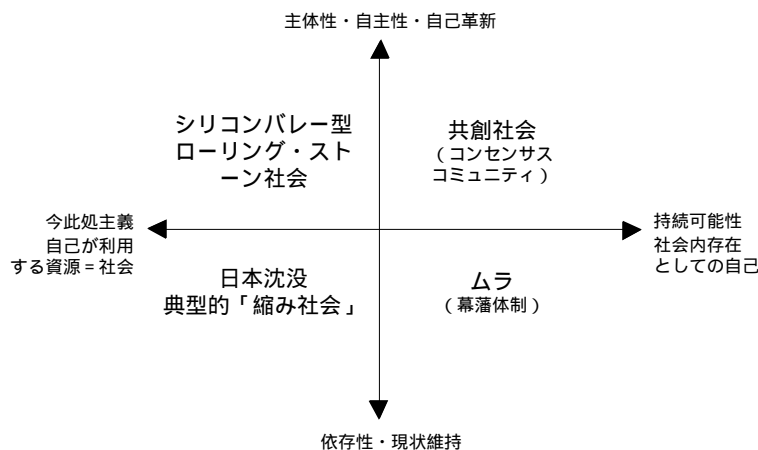 主体性・自主性・自己革新
シリコンバレー型
ローリング・スト
ーン社会
共創社会
（コンセンサス
コミュニティ）
今此処主義
自己が利用
する資源＝社会
持続可能性
社会内存在
としての自己
日本沈没
典型的「縮み社会」
ムラ
（幕藩体制）
依存性・現状維持